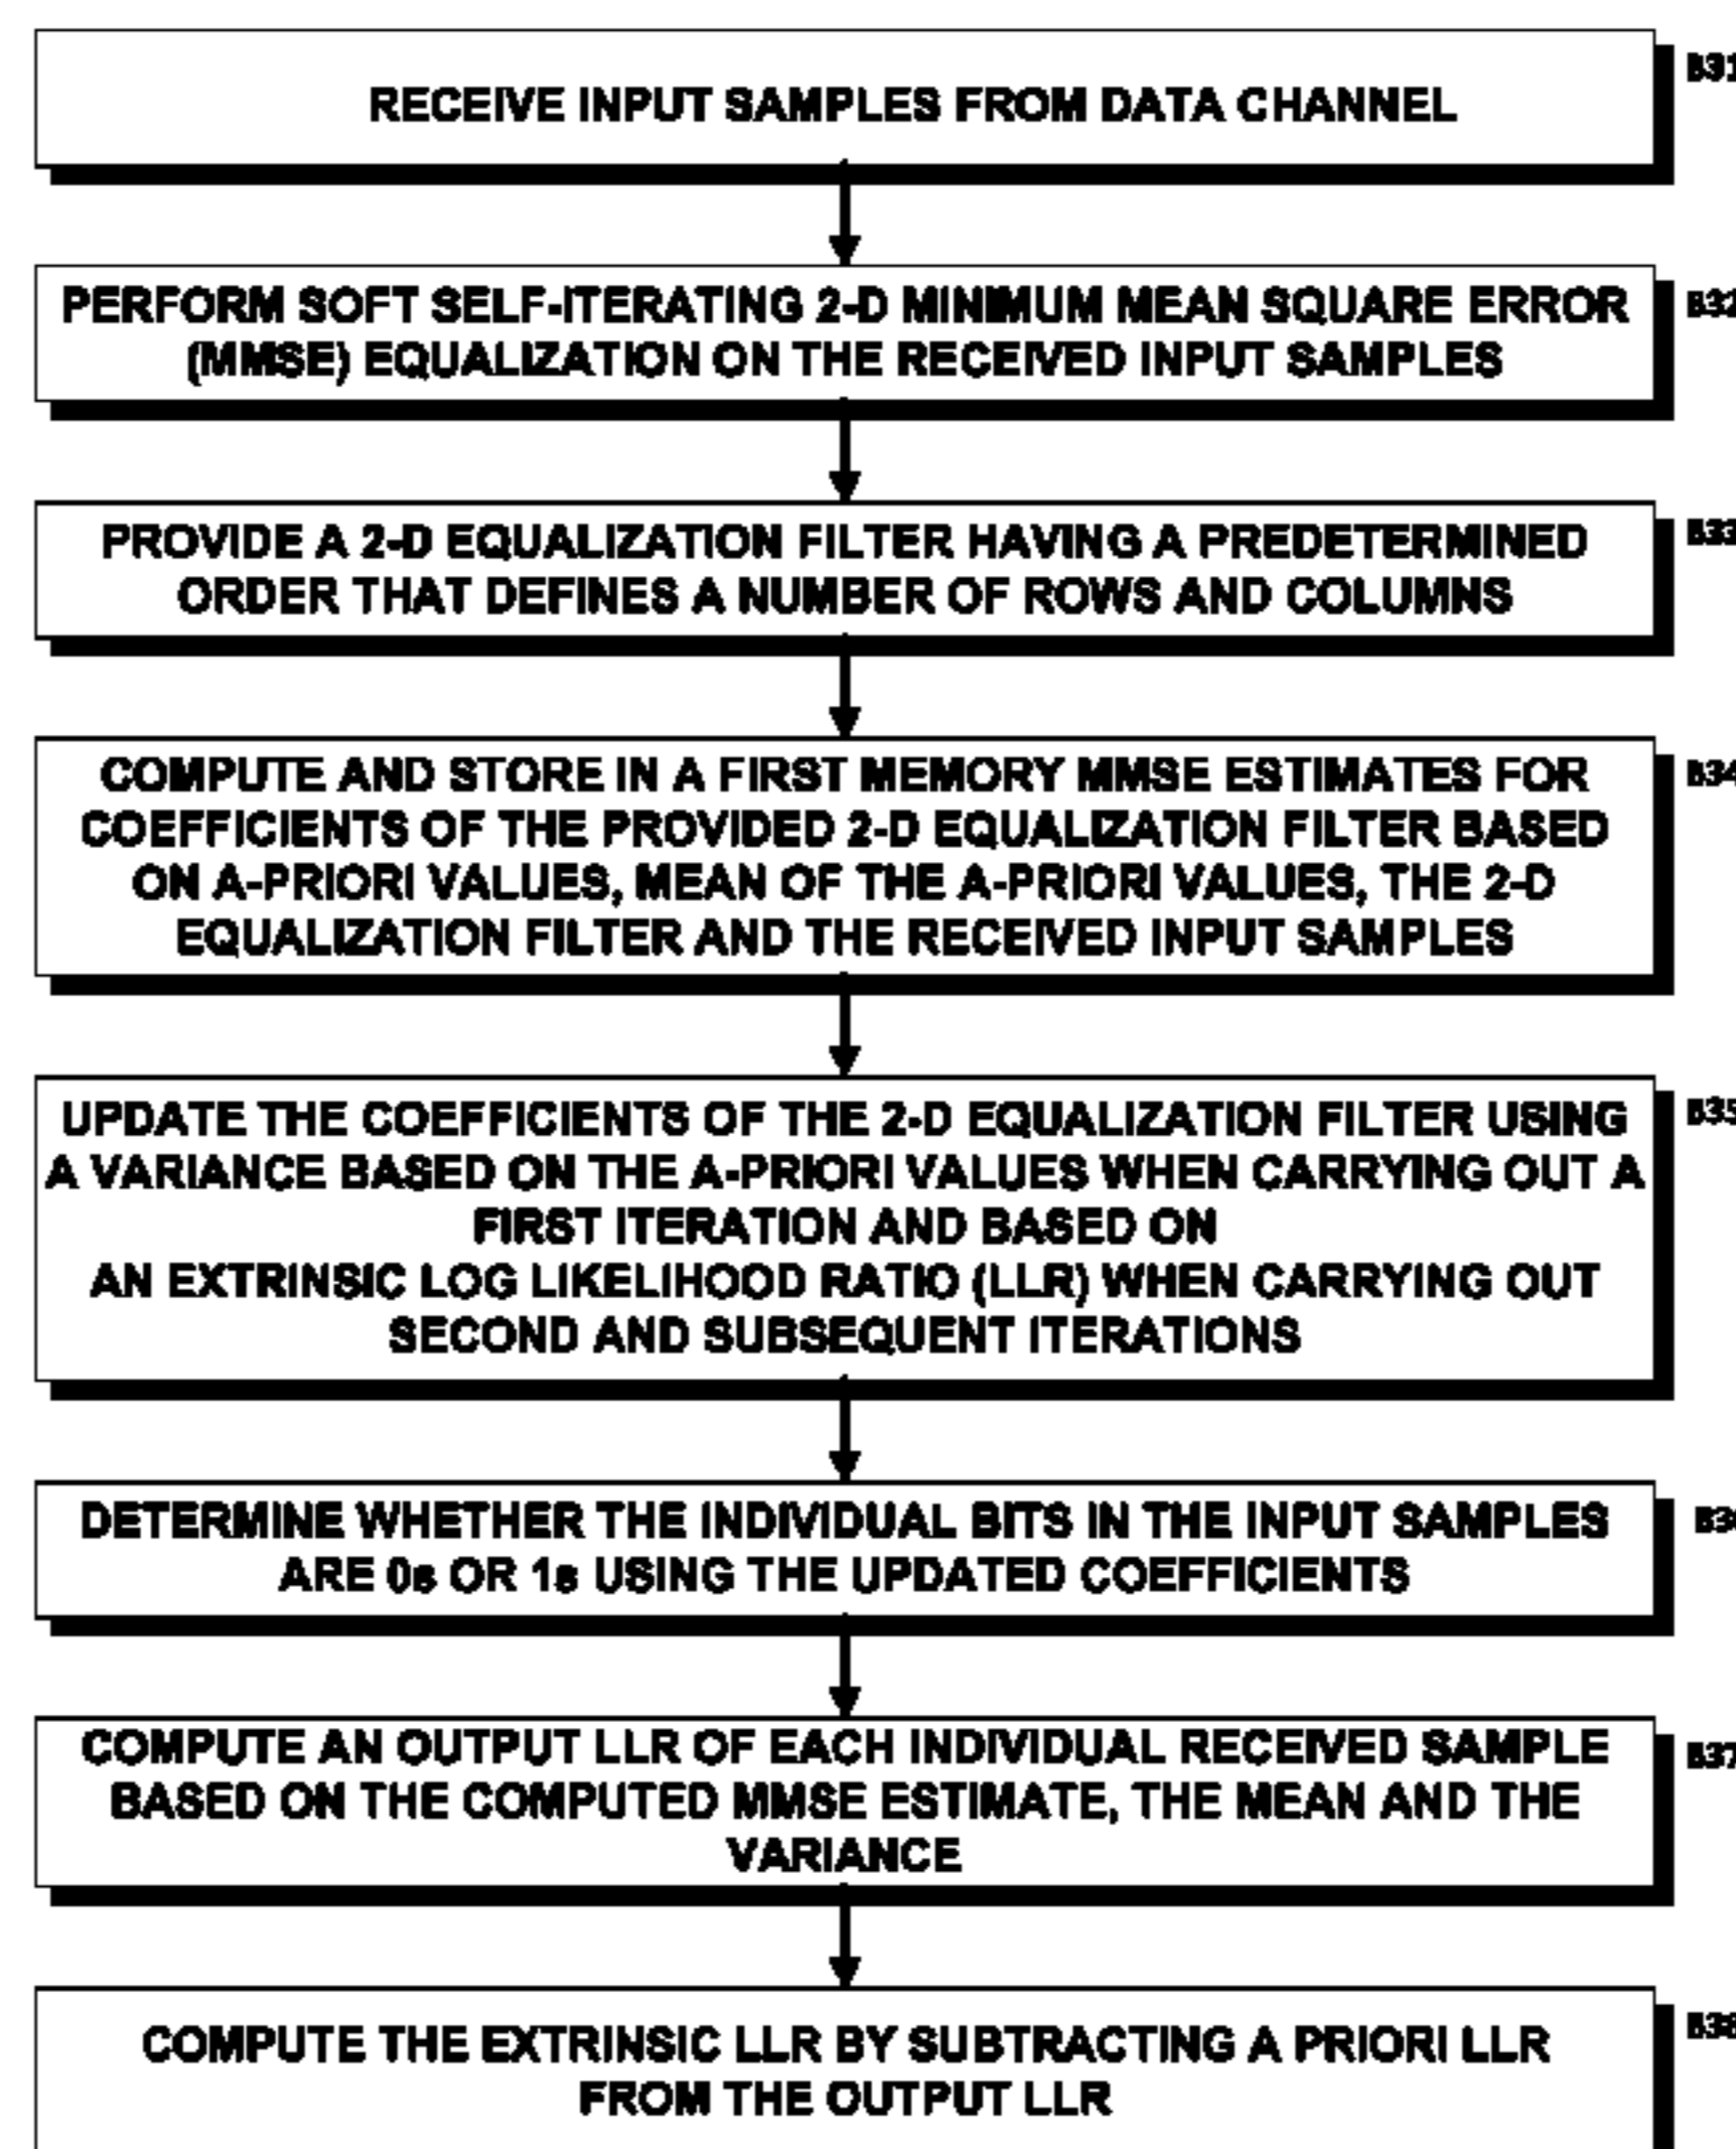 RECEIVE INPUT SAMPLES FROM DATA CHANNEL
PERFORM SOFT SELF-ITERATING 2-D MINIMUM MEAN SQUARE ERROR
(MMSE) EQUALIZATION ON THE RECEIVED INPUT SAMPLES
PROVIDE A 2-D EQUALIZATION FILTER HAVING A PREDETERMINED
ORDER THAT DEFINES A NUMBER OF ROWS AND COLUMNS
COMPUTE AND STORE IN A FIRST MEMORY MMSE ESTIMATES FOR
COEFFICIENTS OF THE PROVIDED 2-D EQUALIZATION FILTER BASED
ON A-PRIORI VALUES, MEAN OF THE A-PRIORI VALUES, THE 2-D
EQUALIZATION FILTER AND THE RECEIVED INPUT SAMPLES
UPDATE THE COEFFICIENTS OF THE 2-D EQUALIZATION FILTER USING
A VARIANCE BASED ON THE A-PRIORI VALUES WHEN CARRYING OUT A
FIRST ITERATION AND BASED ON
AN EXTRINSIC LOG LIKELIHOOD RATIO (LLR) WHEN CARRYING OUT
SECOND AND SUBSEQUENT ITERATIONS
DETERMINE WHETHER THE INDIVIDUAL BITS IN THE INPUT SAMPLES
ARE 0s OR 1s USING THE UPDATED COEFFICIENTS
COMPUTE AN OUTPUT LLR OF EACH INDIVIDUAL RECEIVED SAMPLE
BASED ON THE COMPUTED MMSE ESTIMATE, THE MEAN AND THE
VARIANCE
COMPUTE THE EXTRINSIC LLR BY SUBTRACTING A PRIORI LLR
FROM THE OUTPUT LLR